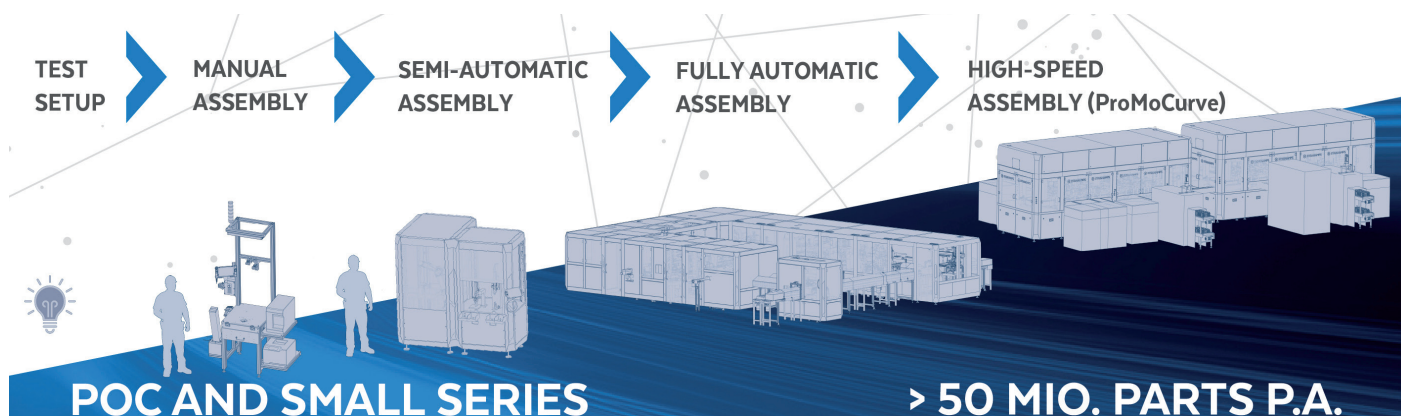 TEST
SETUP
MANUAL
ASSEMBLY
SEMI-AUTOMATIC
ASSEMBLY
FULLY AUTOMATIC
ASSEMBLY
HIGH-SPEED
ASSEMBLY (ProMoCurve)
POC AND SMALL SERIES
> 50 MIO. PARTS P.A.